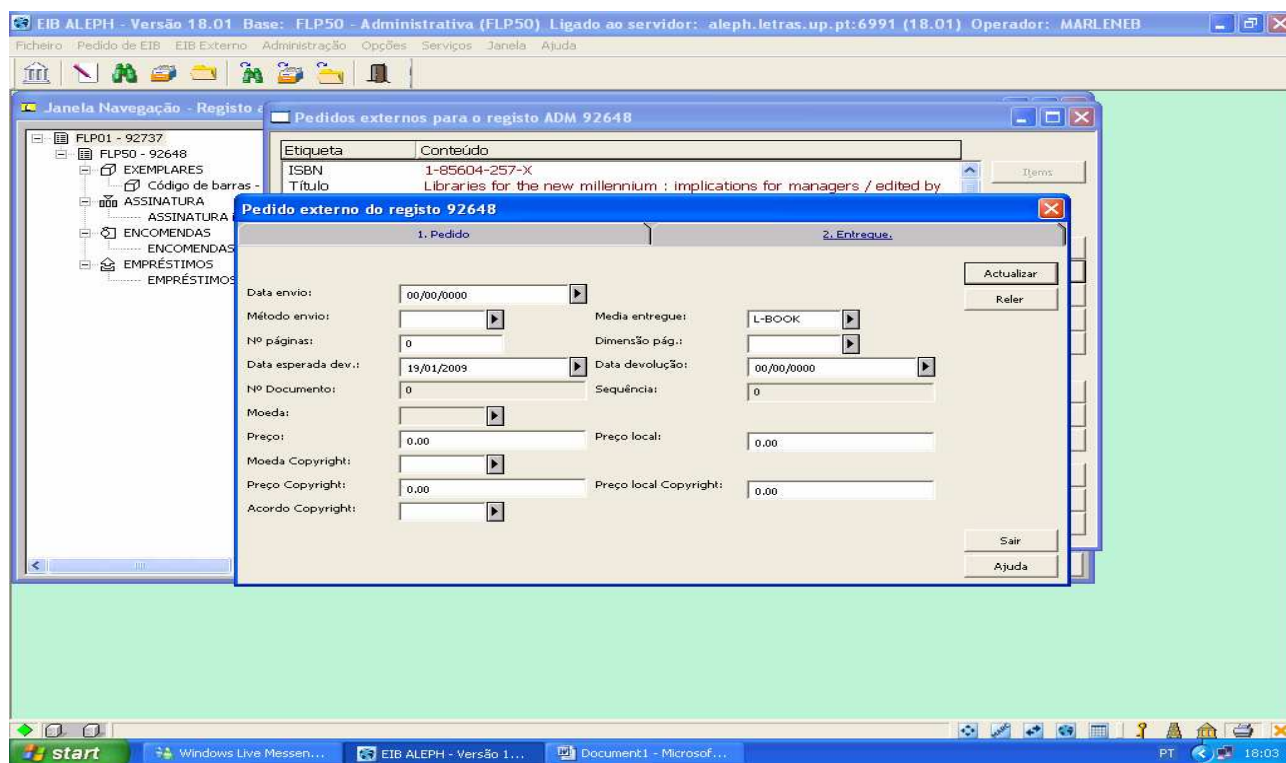 EIB ALEPH - Versão 18.01 Base: FLP50 - Administrativa (FLP50) Ligado ao servidor: aleph.letras.up.pt:6991 (18.01) Operador: MARLENEB
Ficheiro Pedido de EIB EIB Externo Administração Opções Serviços Janela Ajuda
Janela Navegação - Registo
Pedidos externos para o registo ADM 92648
FLP01 - 92737
FLP50 - 92648
EXEMPLARES
Código de barras -
ASSINATURA
ASSINATURA
ENCOMENDAS
ENCOMENDAS
EMPRÉSTIMOS
EMPRÉSTIMOS
Etiqueta Conteúdo
ISBN 1-85604-257-X
Título Libraries for the new millennium : implications for managers / edited by
Items
Pedido externo do registo 92648
1. Pedido 2. Entregue.
Actualizar
Reler
Data envio: 00/00/0000
Método envio: Media entregue: L-BOOK
Nº páginas: 0 Dimensão pág.:
Data esperada dev.: 19/01/2009 Data devolução: 00/00/0000
Nº Documento: 0 Sequência: 0
Moeda:
Preço: 0.00 Preço local: 0.00
Moeda Copyright:
Preço Copyright: 0.00 Preço local Copyright: 0.00
Acordo Copyright:
Sair
Ajuda
start Windows Live Messen... EIB ALEPH - Versão 1... Document1 - Microsof... PT 18:03